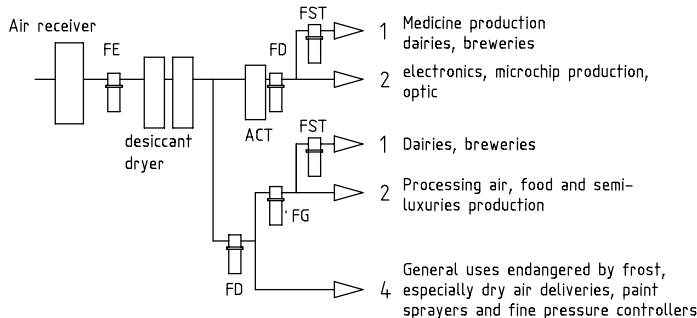 Air receiver
FE
desiccant
dryer
ACT
FD
FST
1 Medicine production
dairies, breweries
2 electronics, microchip production,
optic
FST
1 Dairies, breweries
2 Processing air, food and semi-
luxuries production
FG
FD
4 General uses endangered by frost,
especially dry air deliveries, paint
sprayers and fine pressure controllers